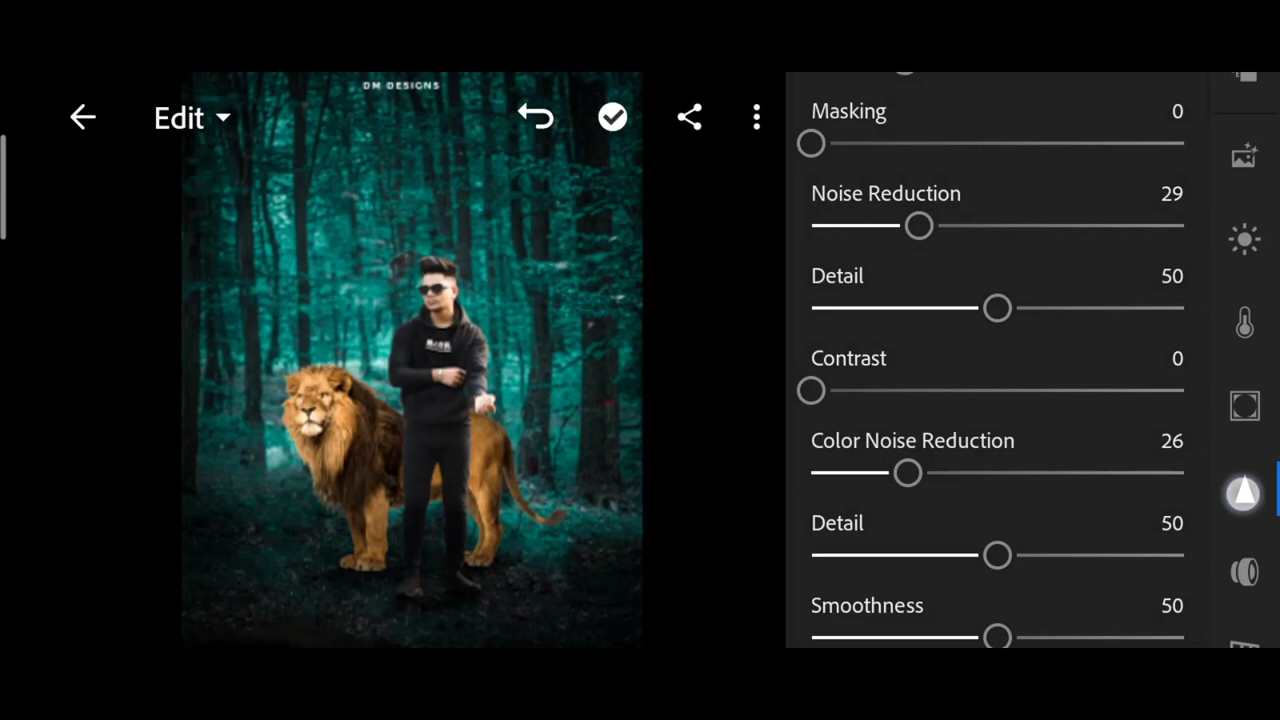 DM DESIGNS
Edit
Masking 0
Noise Reduction 29
Detail 50
Contrast 0
Color Noise Reduction 26
Detail 50
Smoothness 50